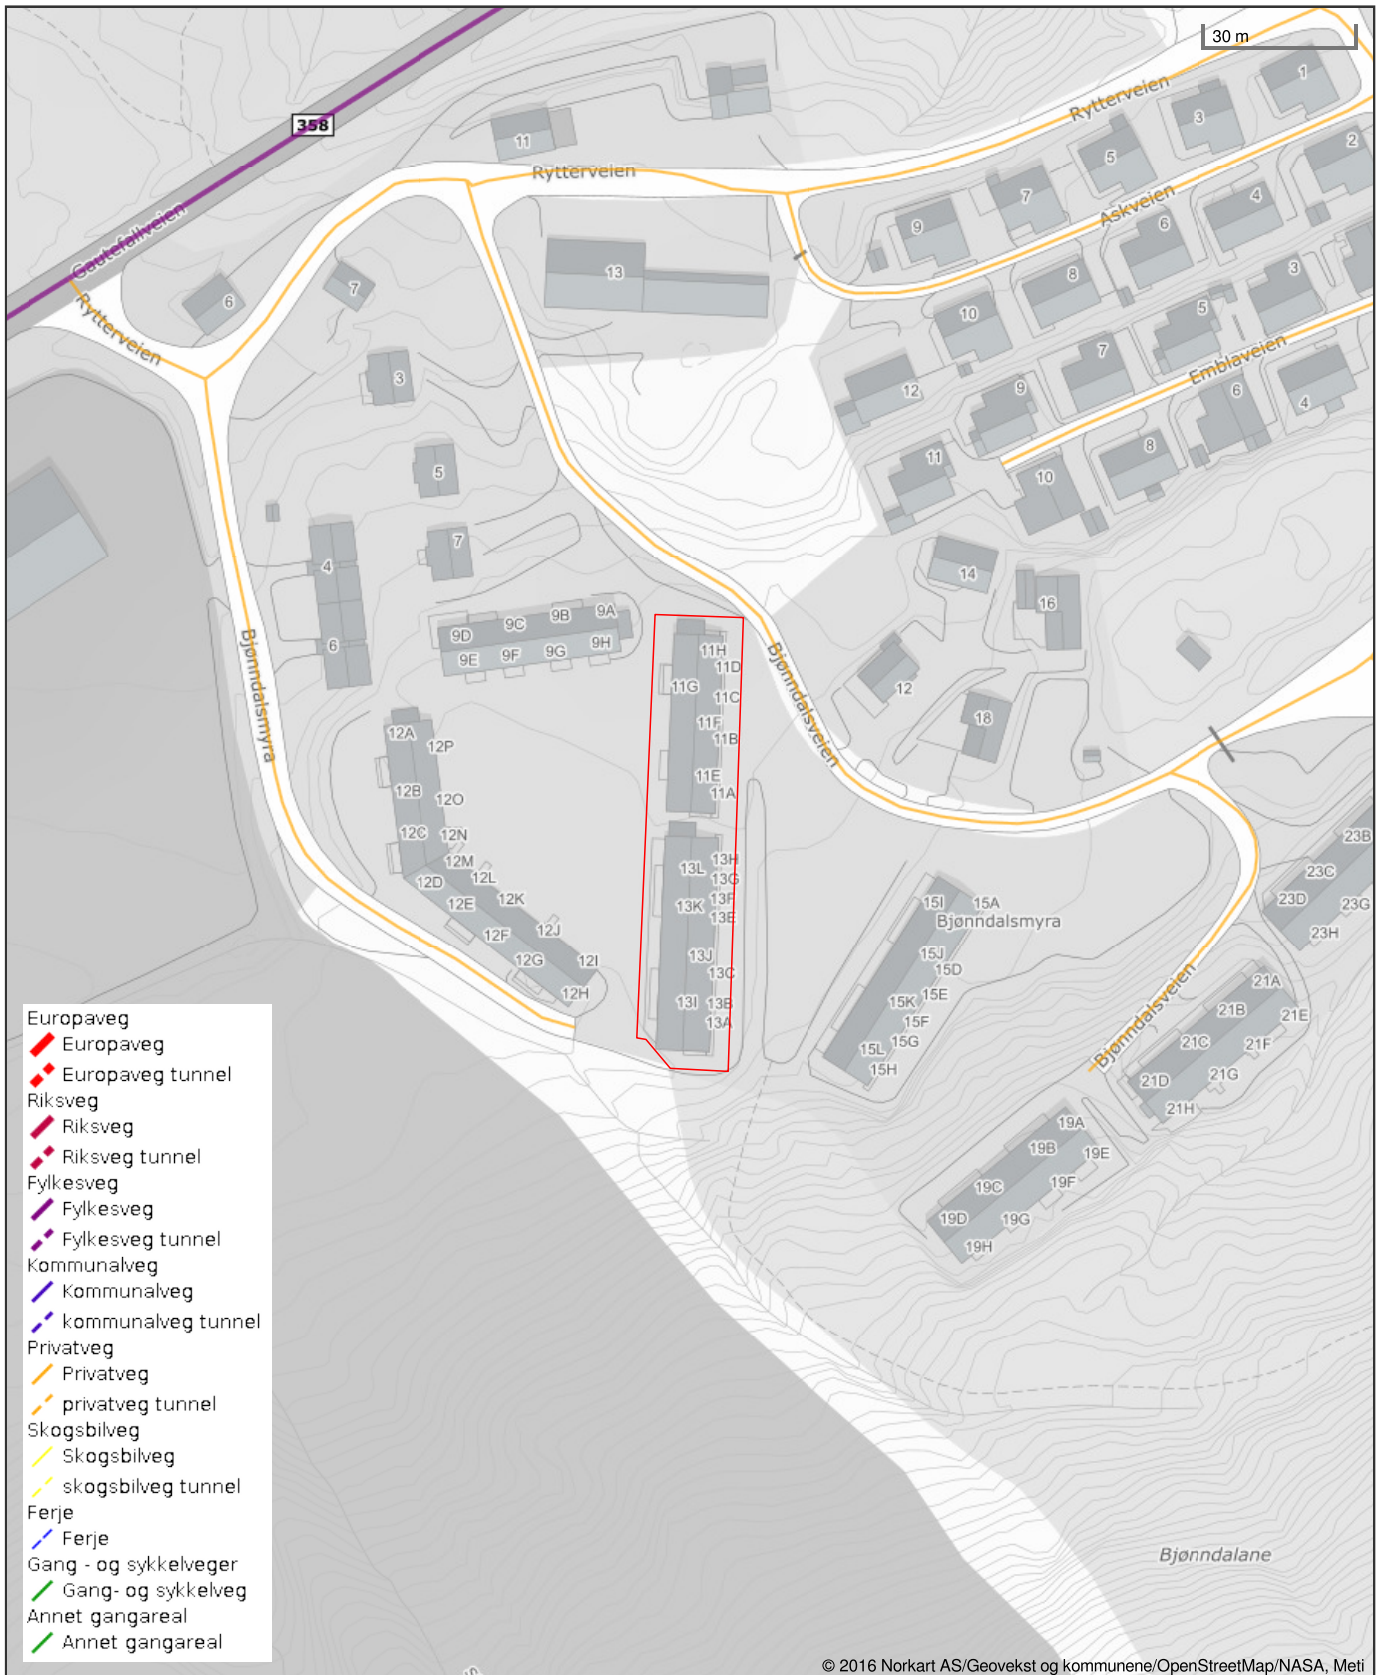 30 m
Rytterveien
1
3
5
2
358
11
Rytterveien
7
4
Askveien
9
6
Gautefallveien
8
3
13
6
7
Rytterveien
10
5
7
Emblaveien
3
12
9
6
4
11
8
5
10
7
4
14
16
9A
9B
9C
9D
9H
9G
9F
9E
6
Bjønndalsmyra
11H
11D
11G
11C
Bjønndalsveien
12
18
11F
11B
12A
12P
11E
11A
12B
12O
12C
12N
23B
12M
13H
13L
12L
13G
23C
12D
12K
13F
12E
13K
13E
15I
15A
23D
23G
Bjønndalsmyra
12J
12F
23H
13J
15J
12G
12I
13C
15D
21A
12H
13I
13B
15K
15E
21B
21E
13A
15F
15G
21C
21F
15L
15H
Bjønndalsveien
21D
21G
21H
19A
19B
19E
19C
19F
19D
19G
19H
Europaveg
Europaveg
Europaveg tunnel
Riksveg
Riksveg
Riksveg tunnel
Fylkesveg
Fylkesveg
Fylkesveg tunnel
Kommunalveg
Kommunalveg
kommunalveg tunnel
Privatveg
Privatveg
privatveg tunnel
Skogsbilveg
Skogsbilveg
skogsbilveg tunnel
Ferje
Ferje
Gang - og sykkelveger
Gang- og sykkelveg
Annet gangareal
Annet gangareal
Bjønndalane
© 2016 Norkart AS/Geovekst og kommunene/OpenStreetMap/NASA, Meti